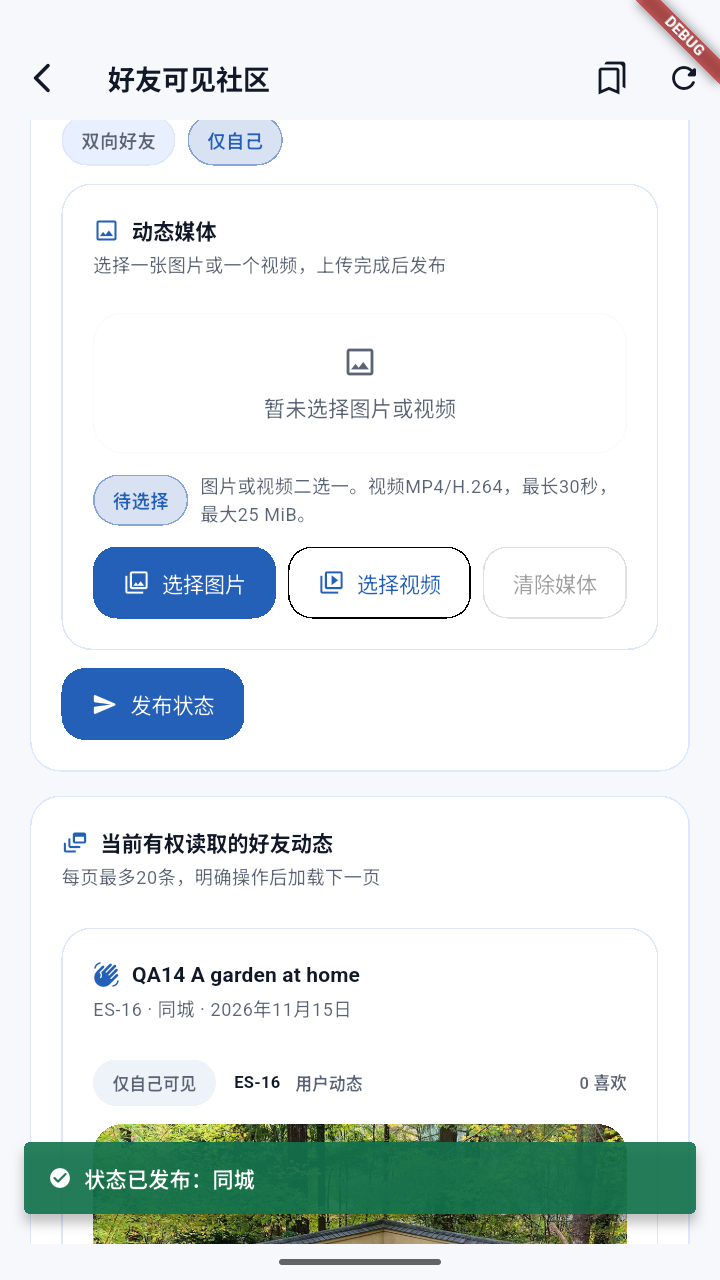 DEBUG
好友可见社区
双向好友 仅自己
动态媒体
选择一张图片或一个视频，上传完成后发布
暂未选择图片或视频
待选择
图片或视频二选一。视频MP4/H.264，最长30秒，
最大25 MiB。
选择图片 选择视频 清除媒体
发布状态
当前有权读取的好友动态
每页最多20条，明确操作后加载下一页
QA14 A garden at home
ES-16 · 同城 · 2026年11月15日
仅自己可见 ES-16 用户动态 0 喜欢
状态已发布：同城